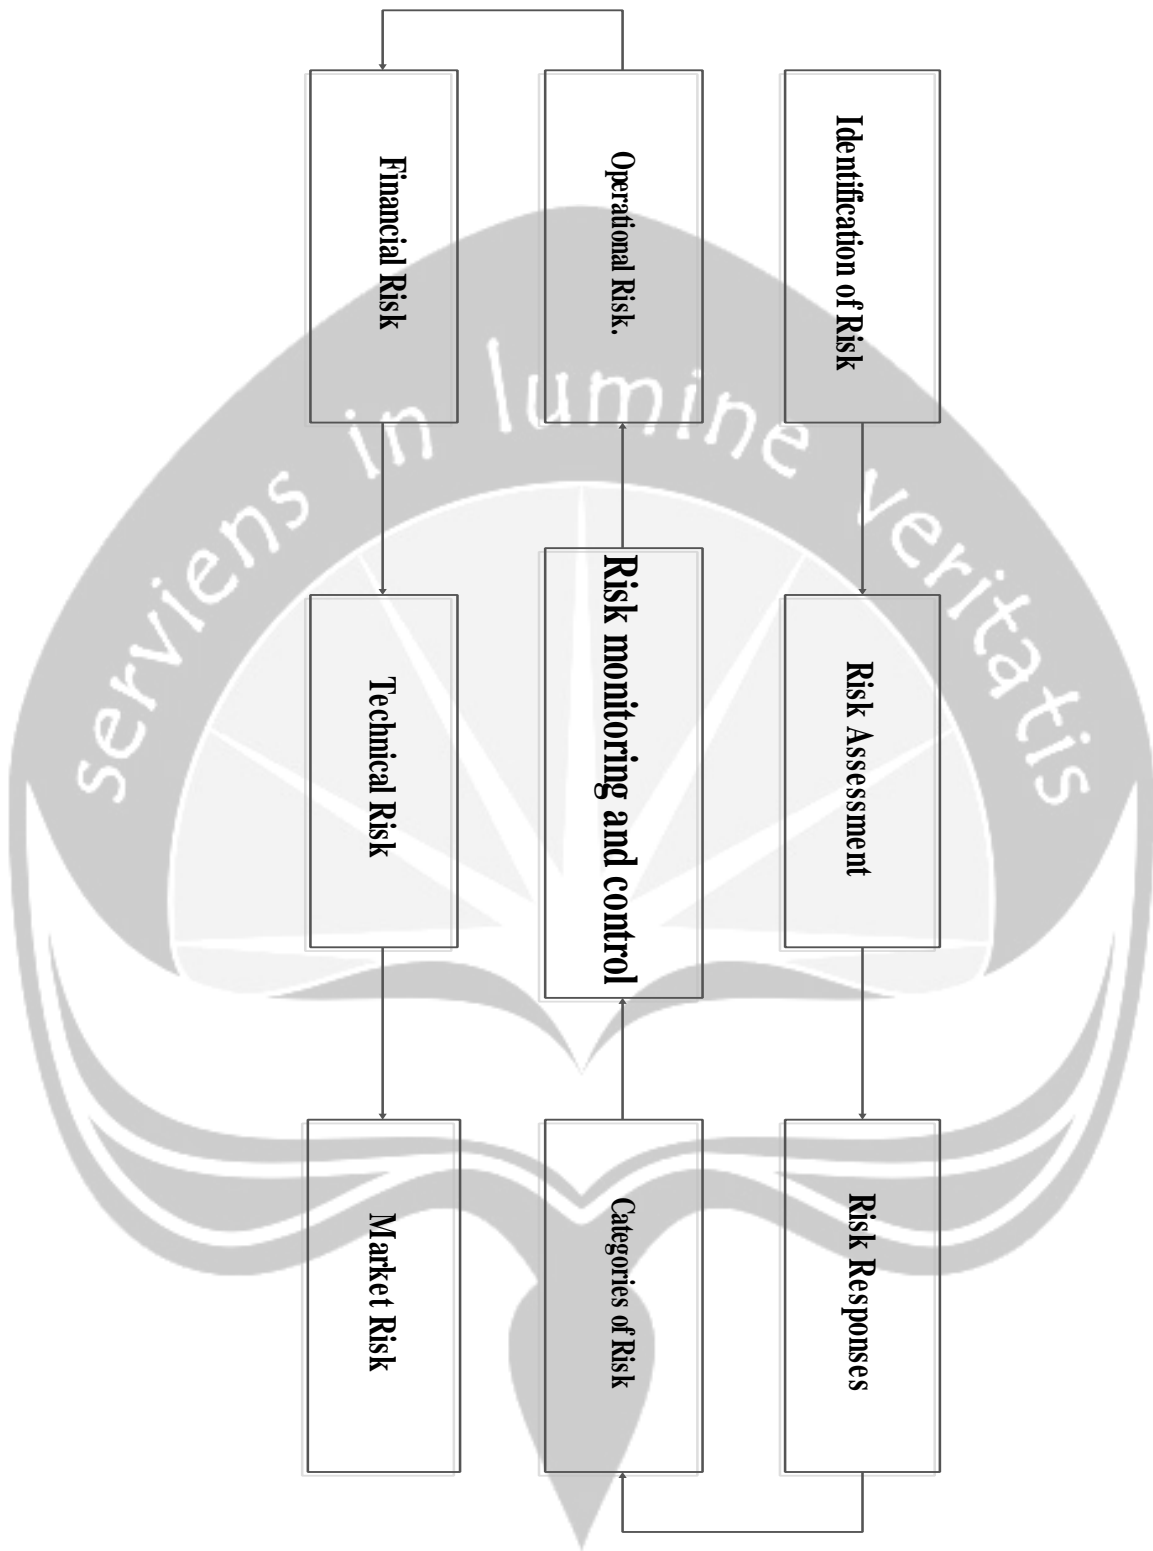 Identification of Risk
Risk Assessment
Risk Responses
Categories of Risk
Risk monitoring and control
Operational Risk.
Financial Risk
Technical Risk
Market Risk
serviens in lumine veritatis